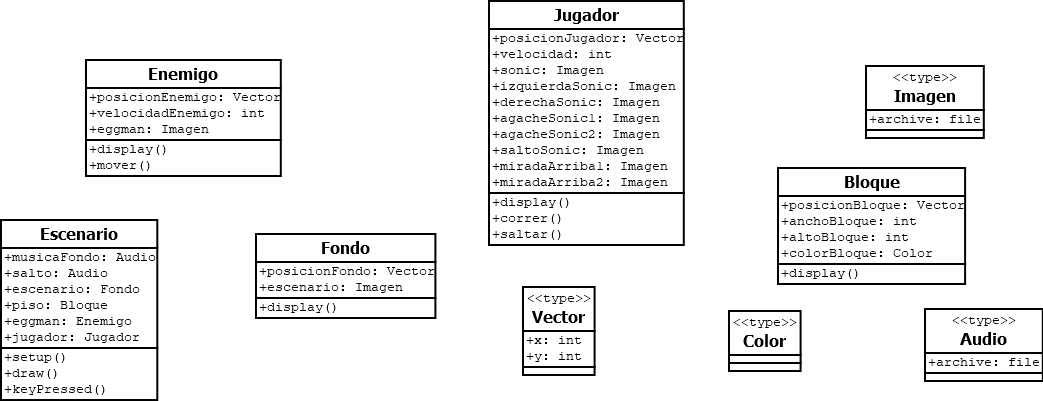 Jugador
+posicionJugador: Vector
+velocidad: int
+sonic: Imagen
+izquierdaSonic: Imagen
+derechaSonic: Imagen
+agacheSonic1: Imagen
+agacheSonic2: Imagen
+saltoSonic: Imagen
+miradaArriba1: Imagen
+miradaArriba2: Imagen
+display()
+correr()
+saltar()
Enemigo
+posicionEnemigo: Vector
+velocidadEnemigo: int
+eggman: Imagen
+display()
+mover()
<<type>>
Imagen
+archive: file
Bloque
+posicionBloque: Vector
+anchoBloque: int
+altoBloque: int
+colorBloque: Color
+display()
Escenario
+musicaFondo: Audio
+salto: Audio
+escenario: Fondo
+piso: Bloque
+eggman: Enemigo
+jugador: Jugador
+setup()
+draw()
+keyPressed()
Fondo
+posicionFondo: Vector
+escenario: Imagen
+display()
<<type>>
Vector
+x: int
+y: int
<<type>>
Color
<<type>>
Audio
+archive: file